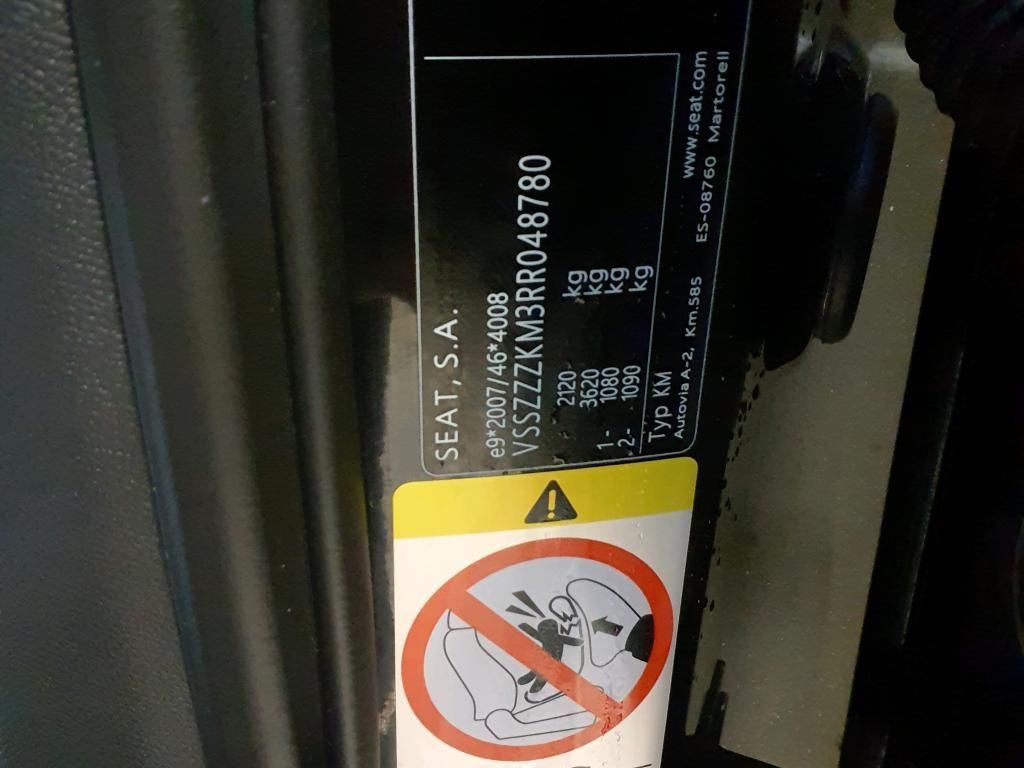 SEAT, S.A.
e9*2007/46*4008
VSSZZZKM3RR048780
2120 kg
3620 kg
1- 1080 kg
2- 1090 kg
Typ KM www.seat.com
Autovia A-2, Km.585 ES-08760 Martorell